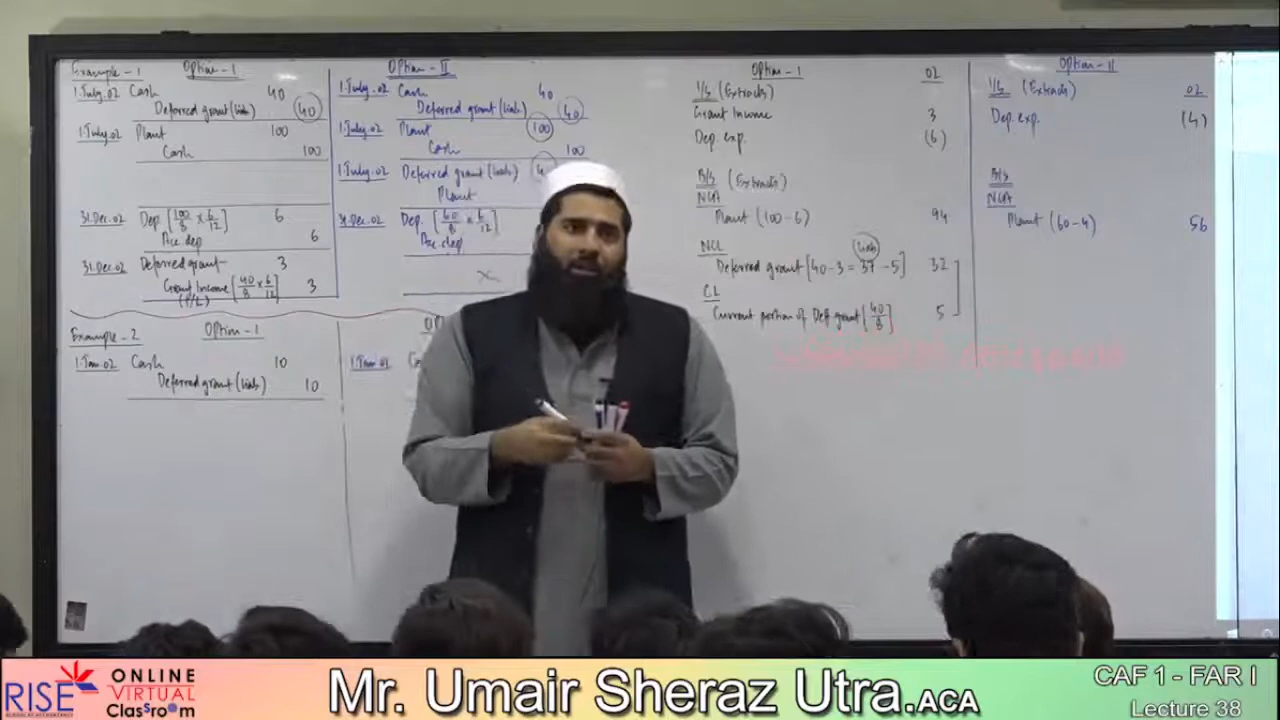 Example-1 Option-1
1.July.02 Cash 40
Deferred grant (liab) 40
1.July.02 Plant 100
Cash 100
31.Dec.02 Dep. [100/8 x 6/12] 6
Acc. dep 6
31.Dec.02 Deferred grant 3
Grant Income [40/8 x 6/12] 3
(P/L)
Example-2 Option-1
1.Jan.02 Cash 10
Deferred grant (liab) 10
Option-II
1.July.02 Cash 40
Deferred grant (liab) 40
1.July.02 Plant 100
Cash 100
1.July.02 Deferred grant (liab)
Plant
31.Dec.02 Dep. [60/8 x 6/12]
Acc. dep
x
1.Jan.01
Option-1 02
I/S (Extracts)
Grant Income 3
Dep. exp. (6)
B/S (Extracts)
NCA
Plant (100-6) 94
NCL (liab)
Deferred grant [40-3 = 37-5] 32
C.L
Current portion of Def. grant [40/8] 5
Option-II
I/S (Extracts) 02
Dep. exp. (4)
B/S
NCA
Plant (60-4) 56
RISE
ONLINE
VIRTUAL
ClasSroom
Mr. Umair Sheraz Utra.ACA
CAF 1 - FAR I
Lecture 38